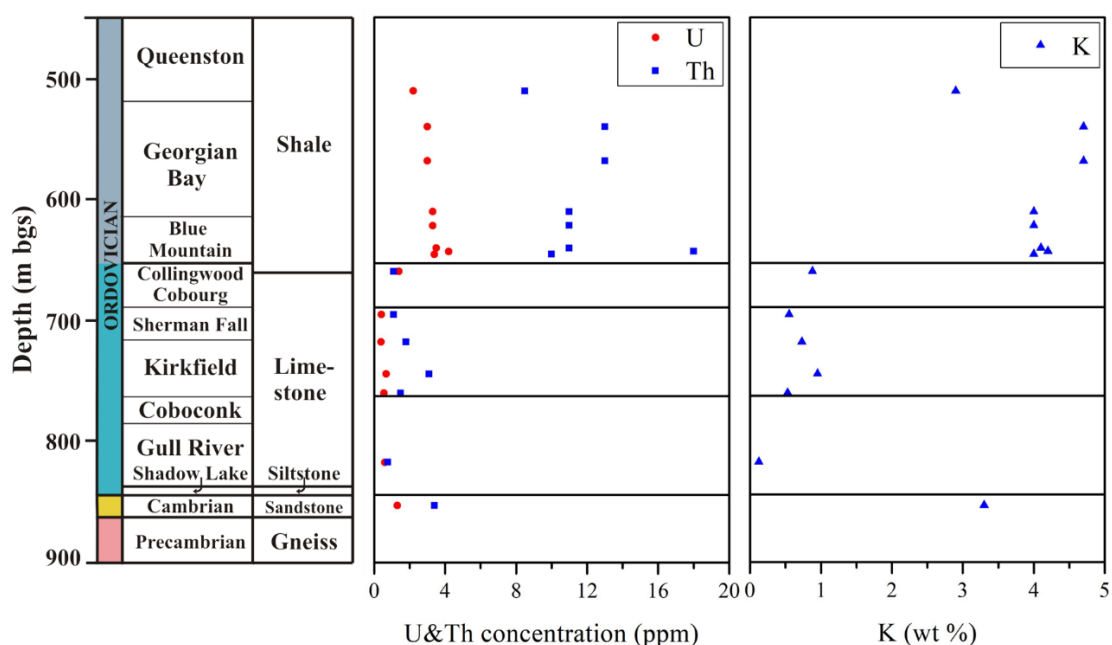 Depth (m bgs)
500
600
700
800
900
ORDOVICIAN
Queenston
Georgian
Bay
Blue
Mountain
Collingwood
Cobourg
Sherman Fall
Kirkfield
Coboconk
Gull River
Shadow Lake
Cambrian
Precambrian
Shale
Lime-
stone
Siltstone
Sandstone
Gneiss
U
Th
0 4 8 12 16 20
U&Th concentration (ppm)
K
0 1 2 3 4 5
K (wt %)